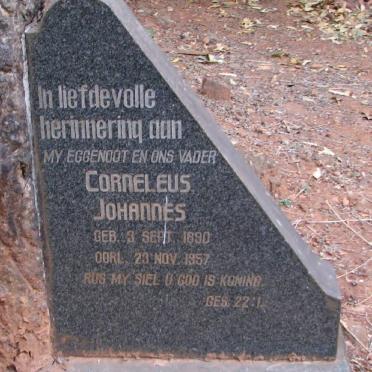 In liefdevolle
herinnering aan
MY EGGENOOT EN ONS VADER
CORNELEUS
JOHANNES
GEB. 3 SEPT. 1890
OORL. 23 NOV. 1957
RUS MY SIEL U GOD IS KONING.
GES. 22:1.